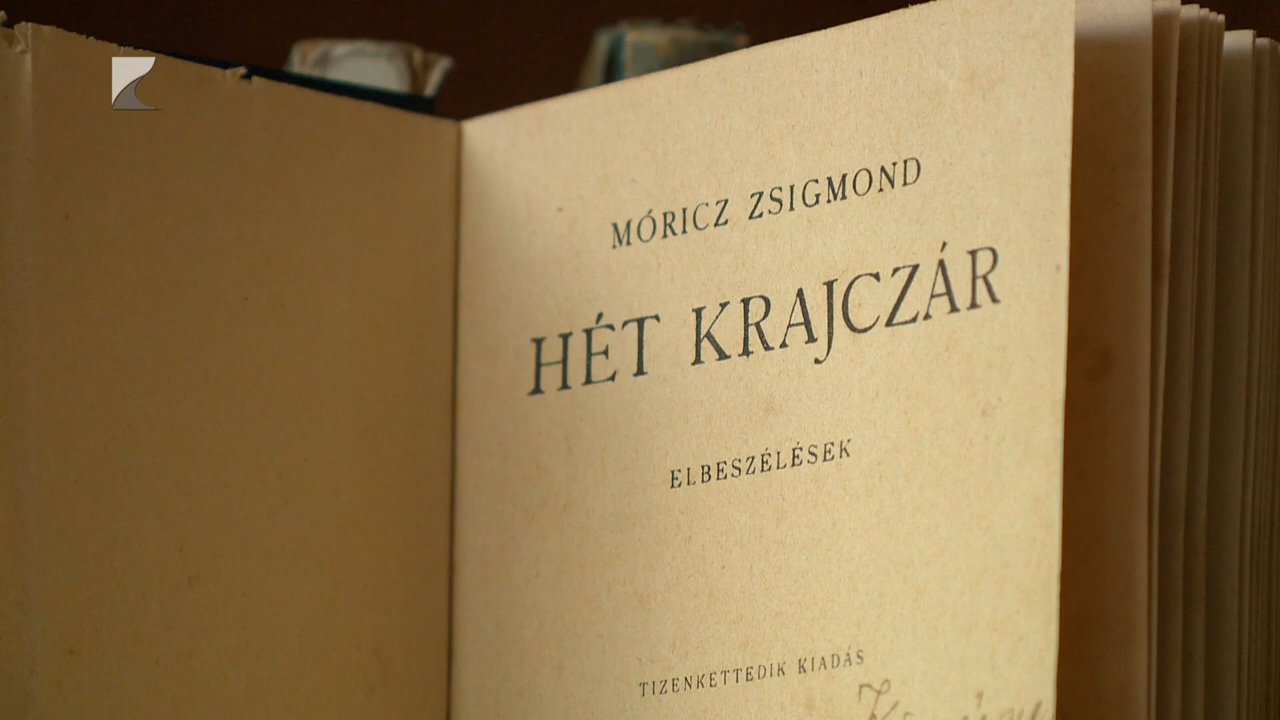 MÓRICZ ZSIGMOND
HÉT KRAJCZÁR
ELBESZÉLÉSEK
TIZENKETTEDIK KIADÁS